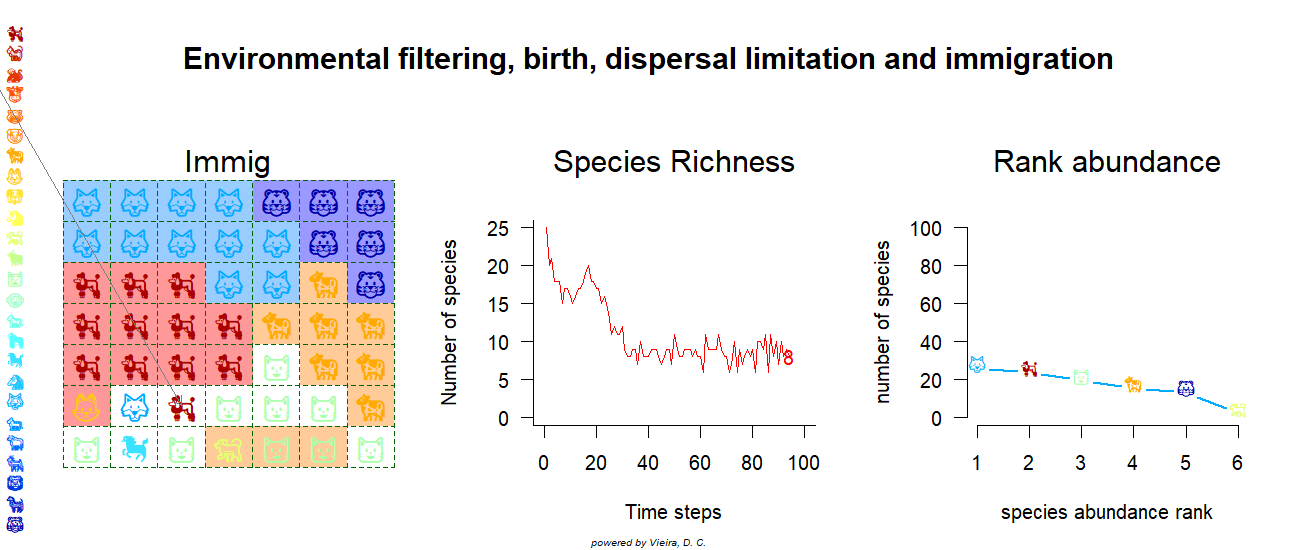 Environmental filtering, birth, dispersal limitation and immigration
Immig
Species Richness
Number of species
25
20
15
10
5
0
0 20 40 60 80 100
Time steps
Rank abundance
number of species
100
80
60
40
20
0
1 2 3 4 5 6
species abundance rank
powered by Vieira, D. C.